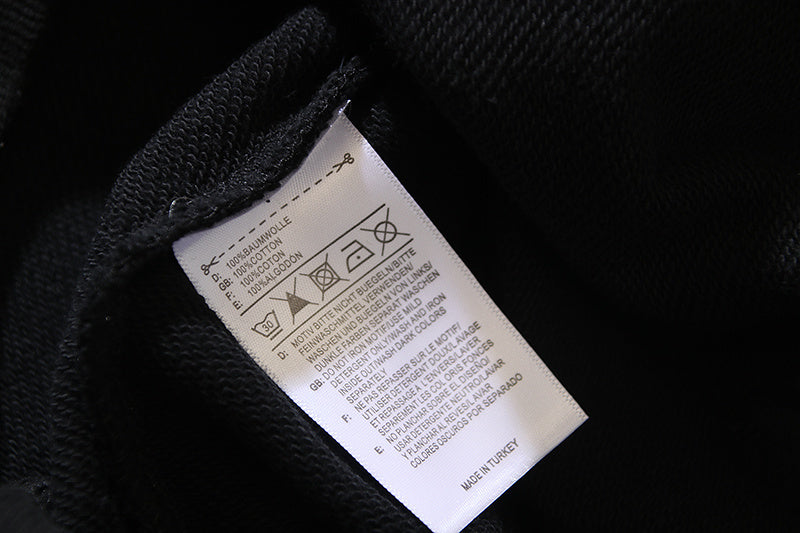 D: 100%BAUMWOLLE
GB: 100%COTTON
F: 100%COTON
E: 100%ALGODÓN
30
D: MOTIV BITTE NICHT BUEGELN/BITTE
FEINWASCHMITTEL VERWENDEN/
WASCHEN UND BUEGELN VON LINKS/
DUNKLE FARBEN SEPARAT WASCHEN
GB: DO NOT IRON MOTIF/USE MILD
DETERGENT ONLY/WASH AND IRON
INSIDE OUT/WASH DARK COLORS
SEPARATELY
F: NE PAS REPASSER SUR LE MOTIF/
UTILISER DETERGENT DOUX/LAVAGE
ET REPASSAGE A L'ENVERS/LAVER
SEPAREMENT LES COLORIS FONCES
E: NO PLANCHAR SOBRE EL DISEÑO/
USAR DETERGENTE NEUTRO/LAVAR
Y PLANCHAR AL REVES/LAVAR
COLORES OSCUROS POR SEPARADO
MADE IN TURKEY